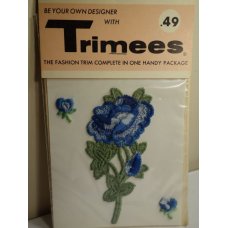 BE YOUR OWN DESIGNER
WITH
.49
Trimees®
THE FASHION TRIM COMPLETE IN ONE HANDY PACKAGE